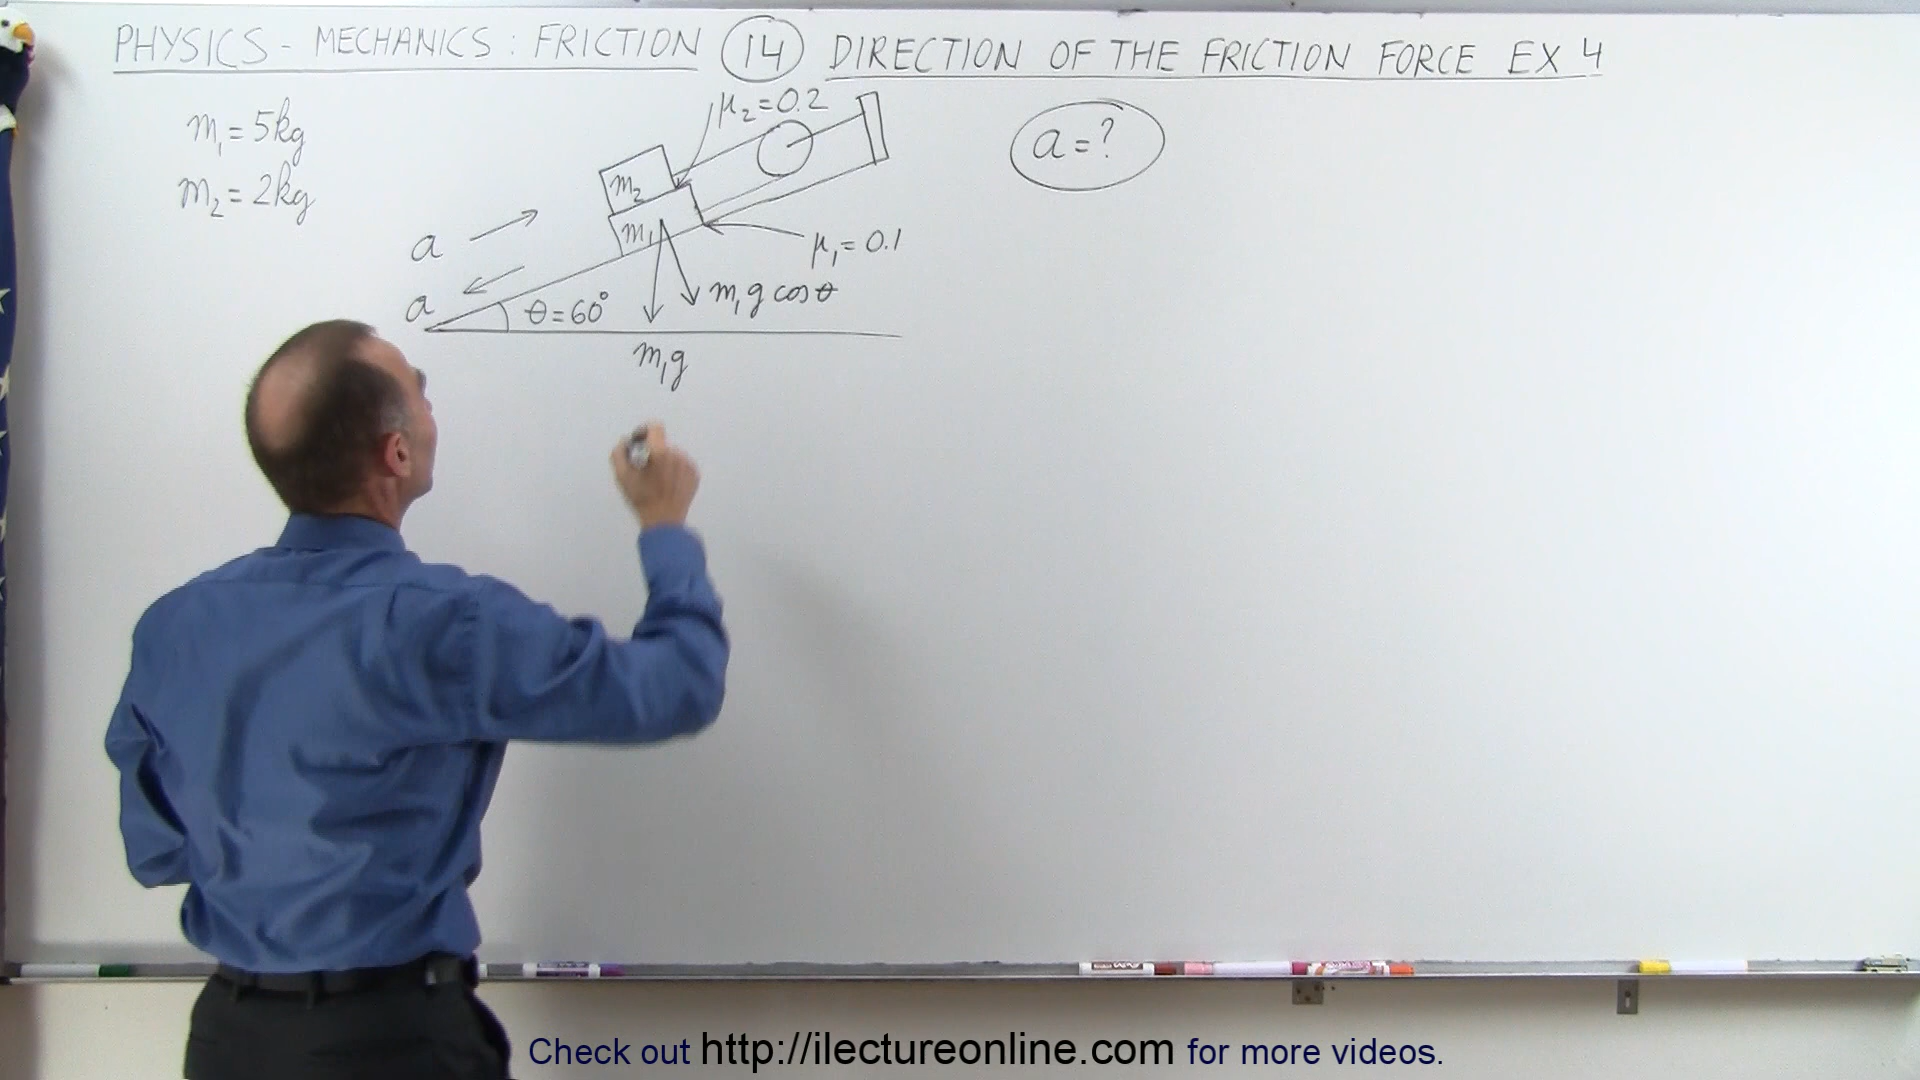 PHYSICS - MECHANICS : FRICTION 14 DIRECTION OF THE FRICTION FORCE EX 4
m₁ = 5kg
m₂ = 2kg
μ₂ = 0.2
a = ?
m₂
m₁
a
μ₁ = 0.1
a
θ = 60°
m₁g cos θ
m₁g
Check out http://ilectureonline.com for more videos.